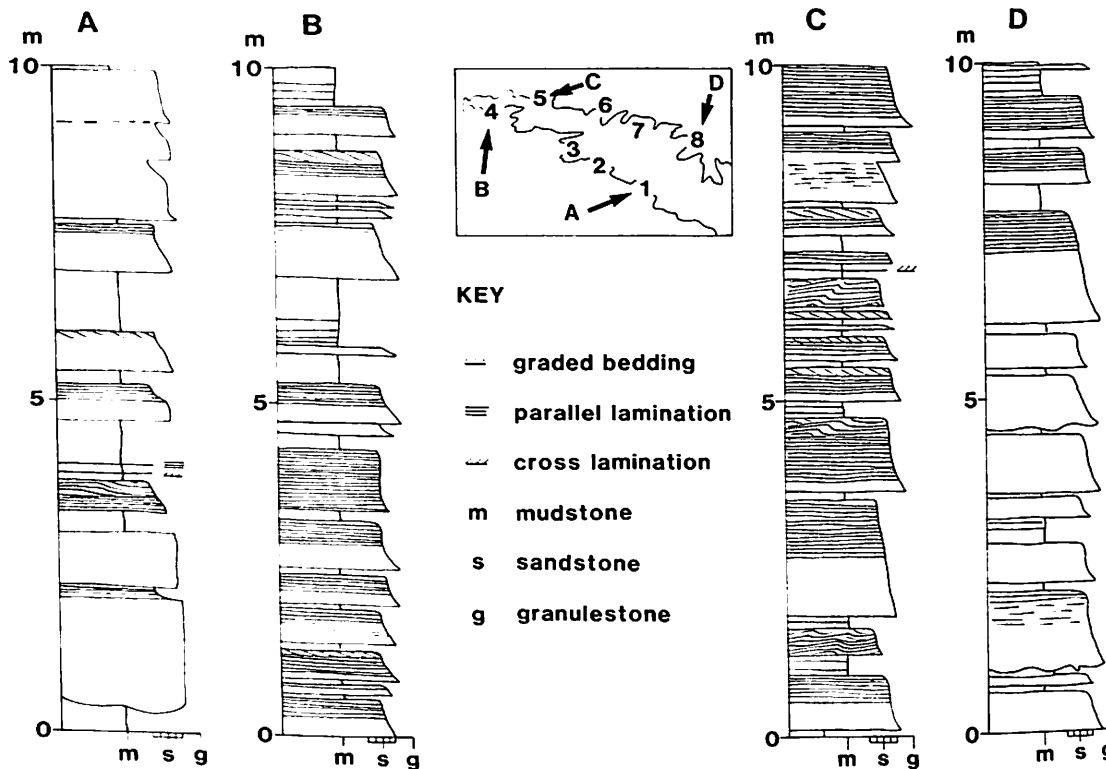 A
m
10
5
0
m s g
B
m
10
5
0
m s g
5 C
6
D
4
7
8
3
2
B
1
A
KEY
graded bedding
parallel lamination
cross lamination
m mudstone
s sandstone
g granulestone
C
m
10
5
0
m s g
D
m
10
5
0
m s g